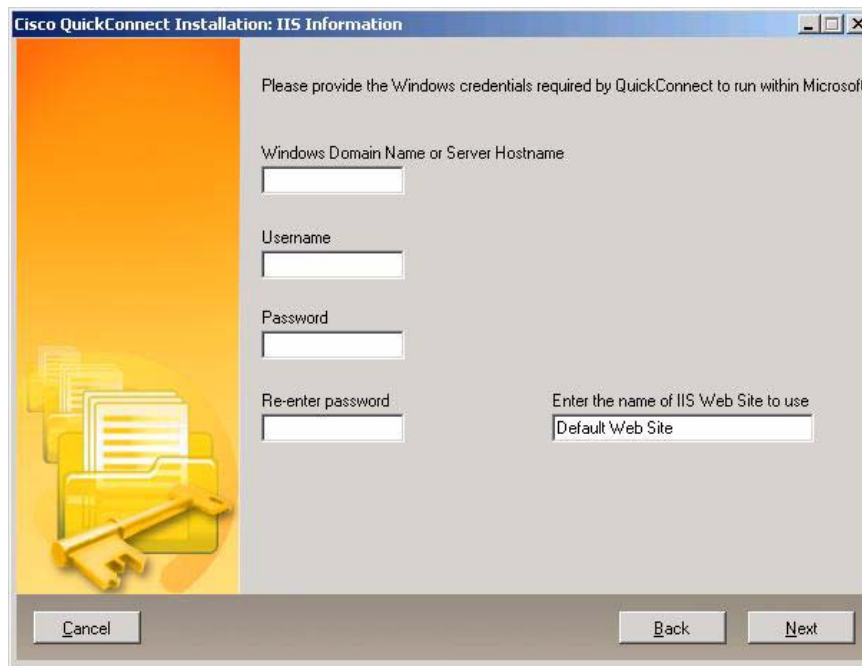 Cisco QuickConnect Installation: IIS Information
Please provide the Windows credentials required by QuickConnect to run within Microsoft
Windows Domain Name or Server Hostname
Username
Password
Re-enter password
Enter the name of IIS Web Site to use
Default Web Site
Cancel
Back
Next